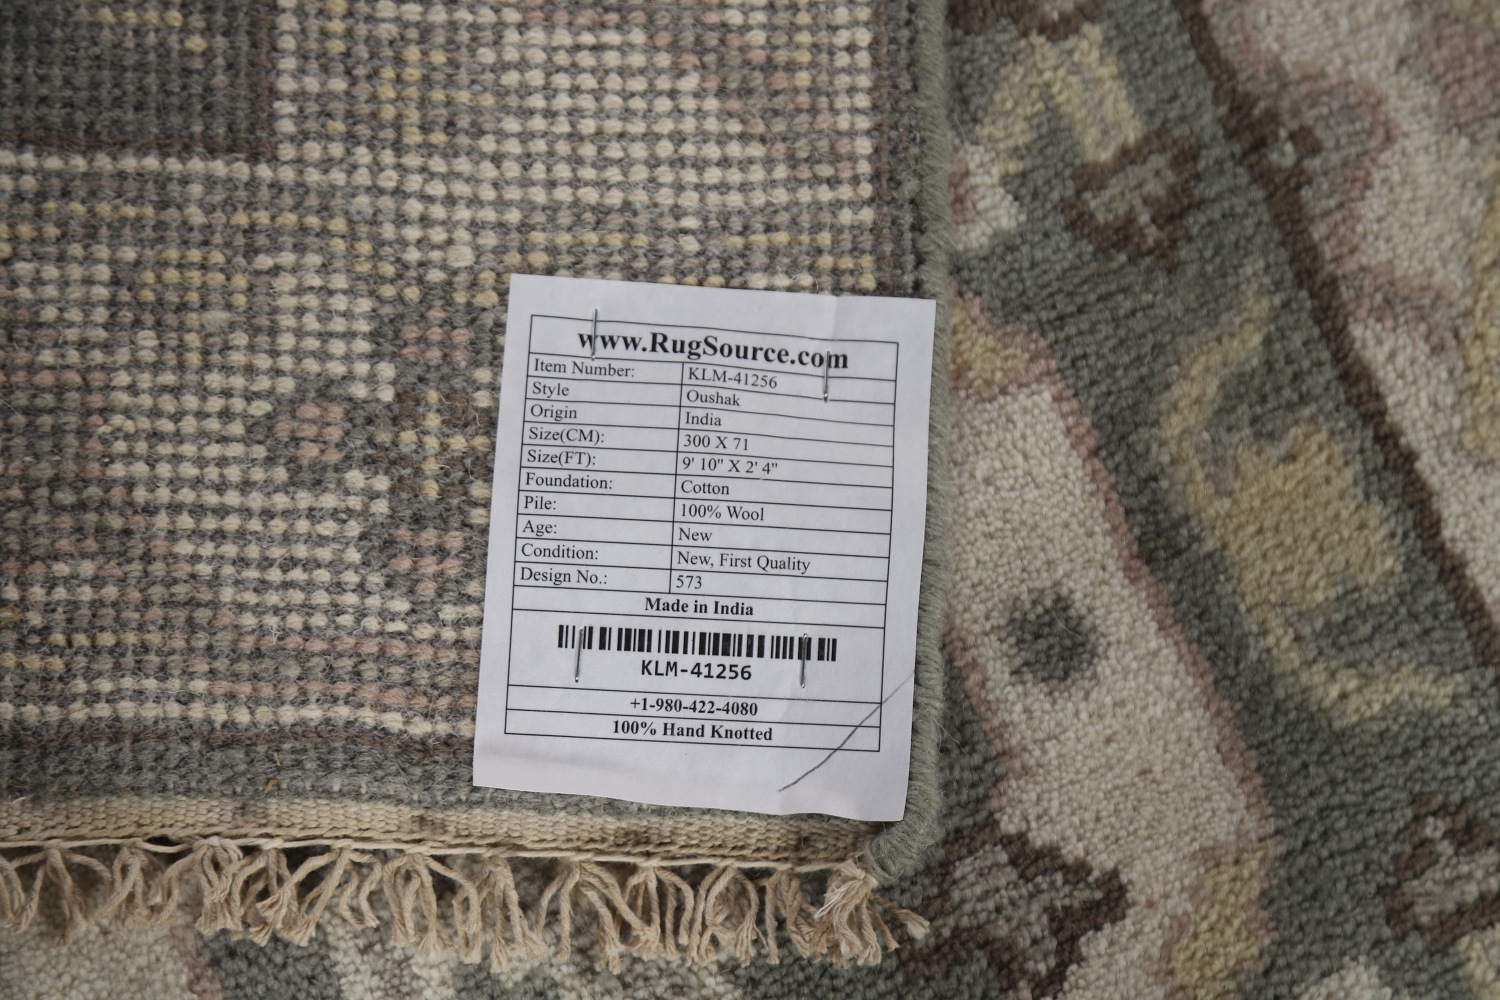 www.RugSource.com
Item Number: KLM-41256
Style Oushak
Origin India
Size(CM): 300 X 71
Size(FT): 9' 10" X 2' 4"
Foundation: Cotton
Pile: 100% Wool
Age: New
Condition: New, First Quality
Design No.: 573
Made in India
KLM-41256
+1-980-422-4080
100% Hand Knotted